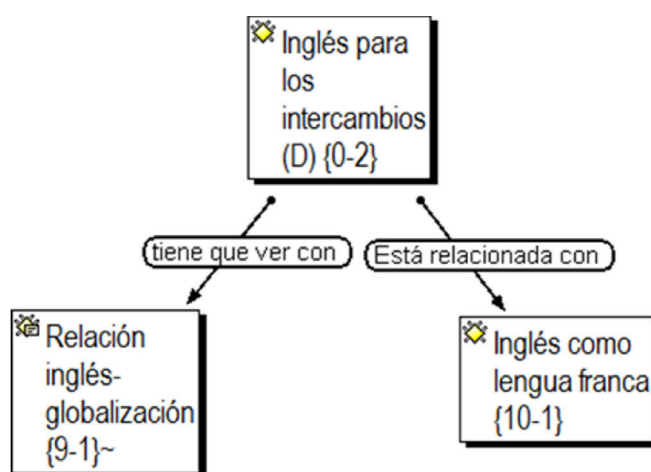 Inglés para
los
intercambios
(D) {0-2}
tiene que ver con
Está relacionada con
Relación
inglés-
globalización
{9-1}~
Inglés como
lengua franca
{10-1}